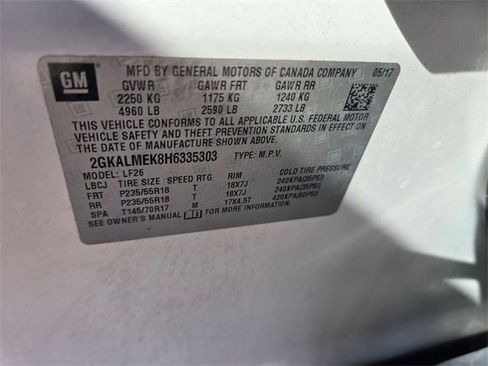 GM
MFD BY GENERAL MOTORS OF CANADA COMPANY 05/17
GVWR GAWR FRT GAWR RR
2250 KG 1175 KG 1240 KG
4960 LB 2590 LB 2733 LB
THIS VEHICLE CONFORMS TO ALL APPLICABLE U.S. FEDERAL MOTOR
VEHICLE SAFETY AND THEFT PREVENTION STANDARDS IN EFFECT ON THE DATE OF
MANUFACTURE SHOWN ABOVE.
2GKALMEK8H6335303 TYPE: M.P.V.
MODEL: LF26
LBCJ TIRE SIZE SPEED RTG RIM COLD TIRE PRESSURE
FRT P235/55R18 T 18X7J 240KPA(35PSI)
RR P235/55R18 T 18X7J 240KPA(35PSI)
SPA T145/70R17 M 17X4.5T 420KPA(60PSI)
SEE OWNER'S MANUAL FOR MORE INFORMATION.